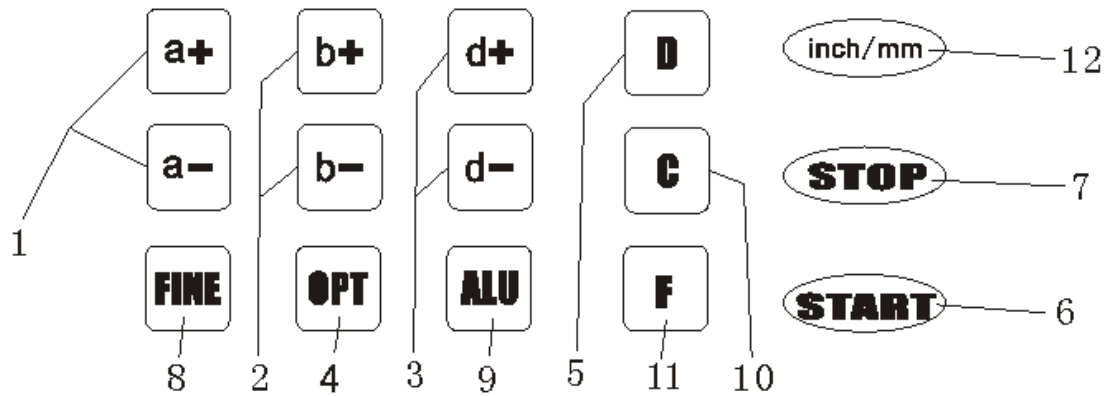 a+ b+ d+ D inch/mm 12
a- b- d- C STOP 7
1
FINE OPT ALU F START 6
8 2 4 3 9 5 11 10